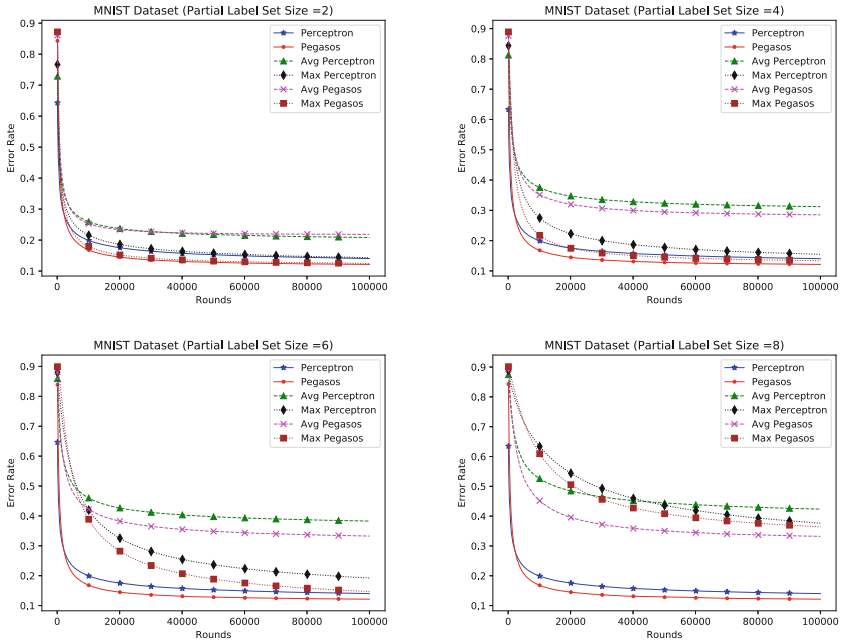 MNIST Dataset (Partial Label Set Size =2)
Error Rate
0.9
0.8
0.7
0.6
0.5
0.4
0.3
0.2
0.1
Perceptron
Pegasos
Avg Perceptron
Max Perceptron
Avg Pegasos
Max Pegasos
0 20000 40000 60000 80000 100000
Rounds
MNIST Dataset (Partial Label Set Size =4)
Error Rate
0.9
0.8
0.7
0.6
0.5
0.4
0.3
0.2
0.1
Perceptron
Pegasos
Avg Perceptron
Max Perceptron
Avg Pegasos
Max Pegasos
0 20000 40000 60000 80000 100000
Rounds
MNIST Dataset (Partial Label Set Size =6)
Error Rate
0.9
0.8
0.7
0.6
0.5
0.4
0.3
0.2
0.1
Perceptron
Pegasos
Avg Perceptron
Max Perceptron
Avg Pegasos
Max Pegasos
0 20000 40000 60000 80000 100000
Rounds
MNIST Dataset (Partial Label Set Size =8)
Error Rate
0.9
0.8
0.7
0.6
0.5
0.4
0.3
0.2
0.1
Perceptron
Pegasos
Avg Perceptron
Max Perceptron
Avg Pegasos
Max Pegasos
0 20000 40000 60000 80000 100000
Rounds